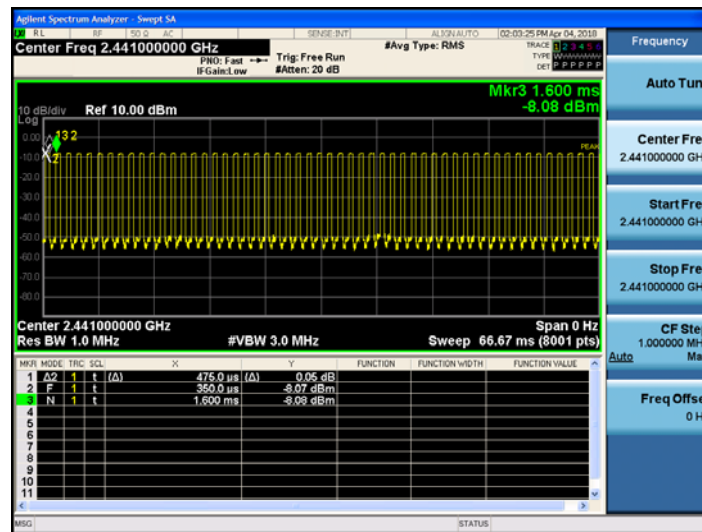 Agilent Spectrum Analyzer - Swept SA
RL RF 50 Ω AC SENSE:INT ALIGN AUTO 02:03:25 PM Apr 04, 2018
Center Freq 2.441000000 GHz #Avg Type: RMS TRACE 1 2 3 4 5 6
PNO: Fast Trig: Free Run TYPE
IFGain:Low #Atten: 20 dB DET P P P P P P
Mkr3 1.600 ms
10 dB/div Ref 10.00 dBm -8.08 dBm
Log
0.00
-10.0
-20.0
-30.0
-40.0
-50.0
-60.0
-70.0
-80.0
1 3 2
2
PEAK
Center 2.441000000 GHz Span 0 Hz
Res BW 1.0 MHz #VBW 3.0 MHz Sweep 66.67 ms (8001 pts)
MKR MODE TRC SCL X Y FUNCTION FUNCTION WIDTH FUNCTION VALUE
1 Δ2 1 t (Δ) 475.0 µs (Δ) 0.05 dB
2 F 1 t 350.0 µs -8.07 dBm
3 N 1 t 1.600 ms -8.08 dBm
4
5
6
7
8
9
10
11
MSG STATUS
Frequency
Auto Tun
Center Fre
2.441000000 GH
Start Fre
2.441000000 GH
Stop Fre
2.441000000 GH
CF Ste
1.000000 MH
Auto Ma
Freq Offse
0 H